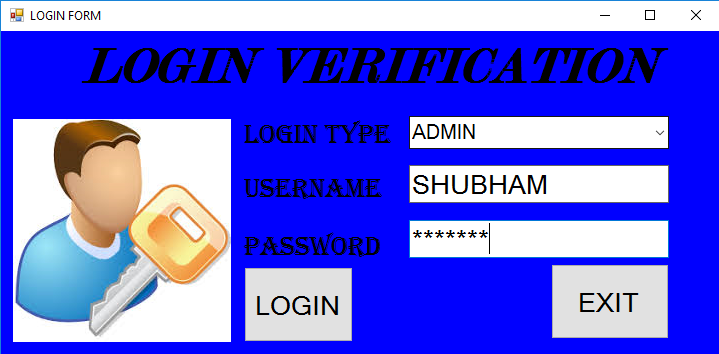 LOGIN FORM
LOGIN VERIFICATION
LOGIN TYPE ADMIN
USERNAME SHUBHAM
PASSWORD *******
LOGIN EXIT